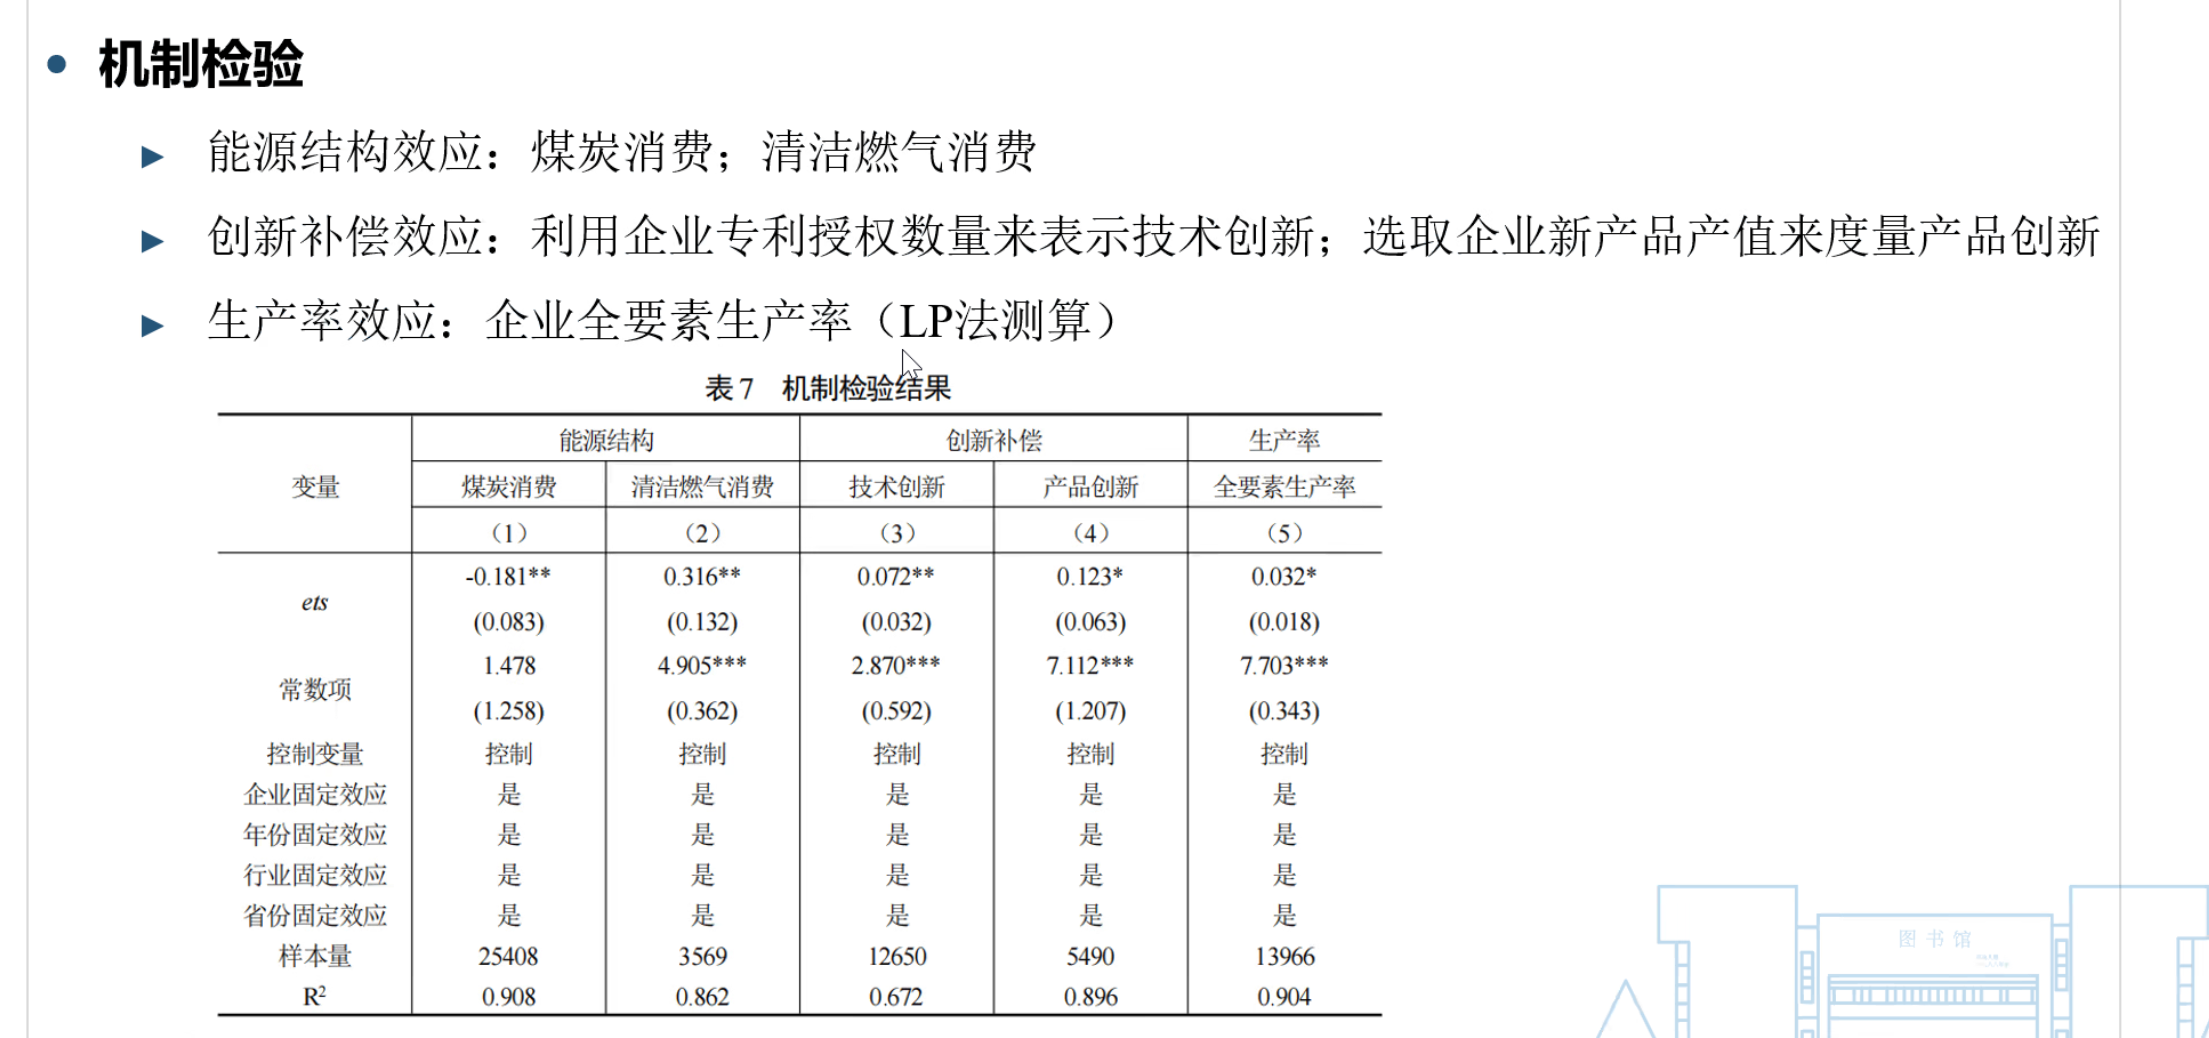 机制检验
能源结构效应：煤炭消费；清洁燃气消费
创新补偿效应：利用企业专利授权数量来表示技术创新；选取企业新产品产值来度量产品创新
生产率效应：企业全要素生产率（LP法测算）
表 7 机制检验结果
变量 能源结构 创新补偿 生产率
煤炭消费 清洁燃气消费 技术创新 产品创新 全要素生产率
（1） （2） （3） （4） （5）
ets -0.181** 0.316** 0.072** 0.123* 0.032*
(0.083) (0.132) (0.032) (0.063) (0.018)
常数项 1.478 4.905*** 2.870*** 7.112*** 7.703***
(1.258) (0.362) (0.592) (1.207) (0.343)
控制变量 控制 控制 控制 控制 控制
企业固定效应 是 是 是 是 是
年份固定效应 是 是 是 是 是
行业固定效应 是 是 是 是 是
省份固定效应 是 是 是 是 是
样本量 25408 3569 12650 5490 13966
R² 0.908 0.862 0.672 0.896 0.904
图书馆